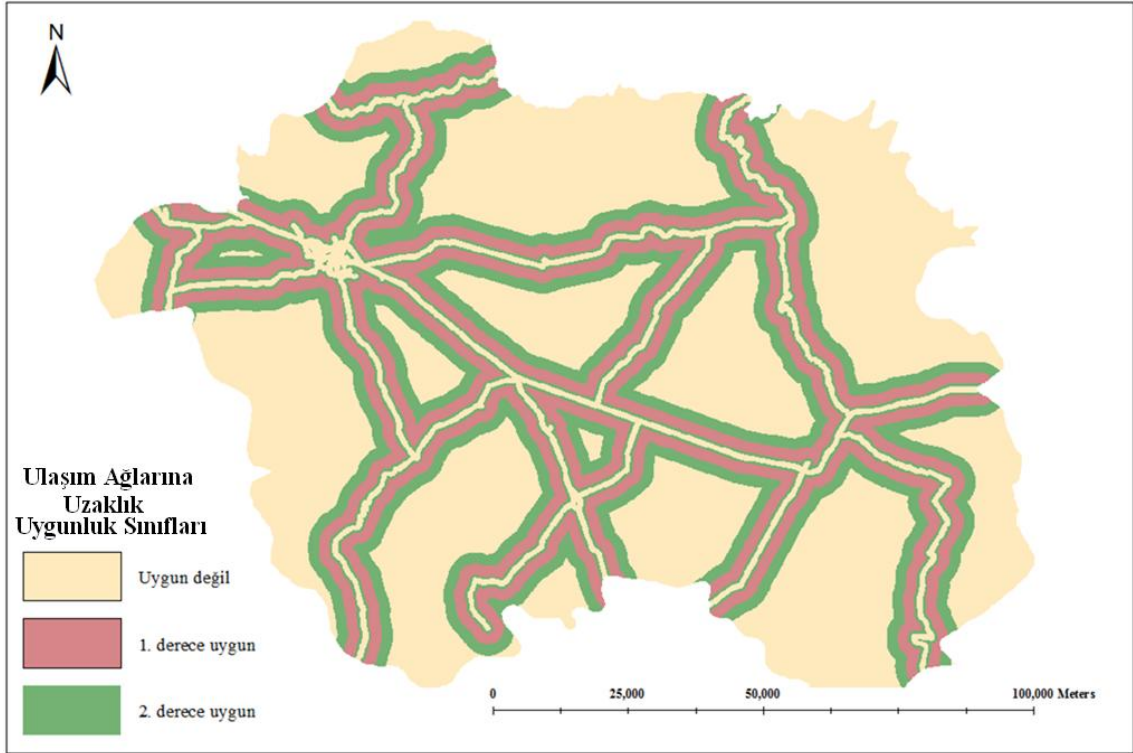 N
Ulaşım Ağlarına
Uzaklık
Uygunluk Sınıfları
Uygun değil
1. derece uygun
2. derece uygun
0 25,000 50,000 100,000 Meters